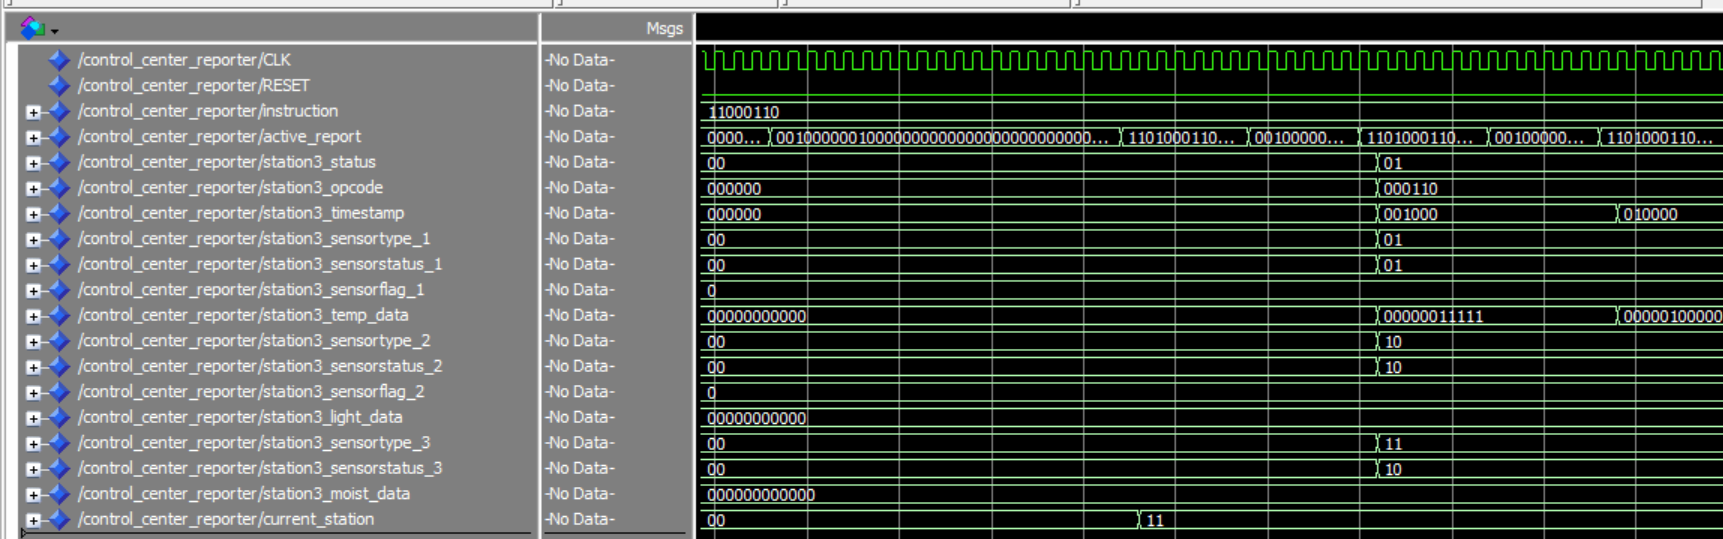 Msgs
/control_center_reporter/CLK -No Data-
/control_center_reporter/RESET -No Data-
/control_center_reporter/instruction -No Data- 11000110
/control_center_reporter/active_report -No Data- 0000... 00100000010000000000000000000000... 1101000110... 00100000... 1101000110... 00100000... 1101000110...
/control_center_reporter/station3_status -No Data- 00 01
/control_center_reporter/station3_opcode -No Data- 000000 000110
/control_center_reporter/station3_timestamp -No Data- 000000 001000 010000
/control_center_reporter/station3_sensortype_1 -No Data- 00 01
/control_center_reporter/station3_sensorstatus_1 -No Data- 00 01
/control_center_reporter/station3_sensorflag_1 -No Data- 0
/control_center_reporter/station3_temp_data -No Data- 00000000000 00000011111 00000100000
/control_center_reporter/station3_sensortype_2 -No Data- 00 10
/control_center_reporter/station3_sensorstatus_2 -No Data- 00 10
/control_center_reporter/station3_sensorflag_2 -No Data- 0
/control_center_reporter/station3_light_data -No Data- 00000000000
/control_center_reporter/station3_sensortype_3 -No Data- 00 11
/control_center_reporter/station3_sensorstatus_3 -No Data- 00 10
/control_center_reporter/station3_moist_data -No Data- 000000000000
/control_center_reporter/current_station -No Data- 00 11